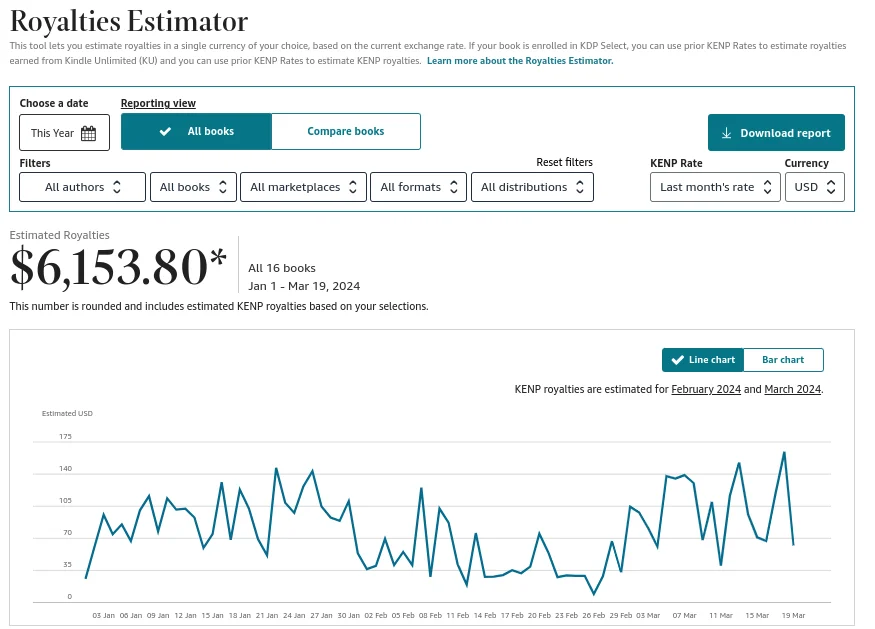 Royalties Estimator
This tool lets you estimate royalties in a single currency of your choice, based on the current exchange rate. If your book is enrolled in KDP Select, you can use prior KENP Rates to estimate royalties
earned from Kindle Unlimited (KU) and you can use prior KENP Rates to estimate KENP royalties. Learn more about the Royalties Estimator.
Choose a date Reporting view
This Year All books Compare books Download report
Filters Reset filters KENP Rate Currency
All authors All books All marketplaces All formats All distributions Last month's rate USD
Estimated Royalties
$6,153.80*
All 16 books
Jan 1 - Mar 19, 2024
This number is rounded and includes estimated KENP royalties based on your selections.
Line chart Bar chart
KENP royalties are estimated for February 2024 and March 2024.
Estimated USD
175
140
105
70
35
0
03 Jan 06 Jan 09 Jan 12 Jan 15 Jan 18 Jan 21 Jan 24 Jan 27 Jan 30 Jan 02 Feb 05 Feb 08 Feb 11 Feb 14 Feb 17 Feb 20 Feb 23 Feb 26 Feb 29 Feb 03 Mar 07 Mar 11 Mar 15 Mar 19 Mar